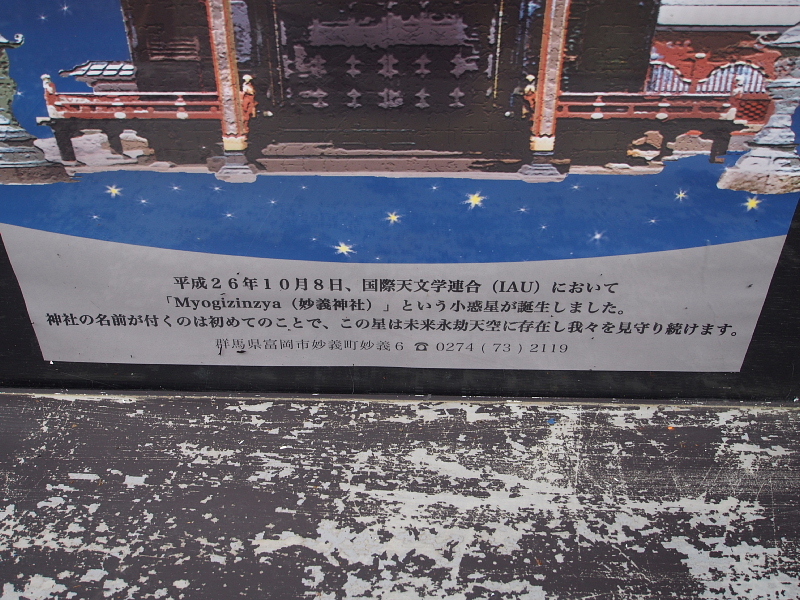 平成２６年１０月８日、国際天文学連合（IAU）において
「Myogizinzya（妙義神社）」という小惑星が誕生しました。
神社の名前が付くのは初めてのことで、この星は未来永劫天空に存在し我々を見守り続けます。
群馬県富岡市妙義町妙義６ ☎ 0274（73）2119